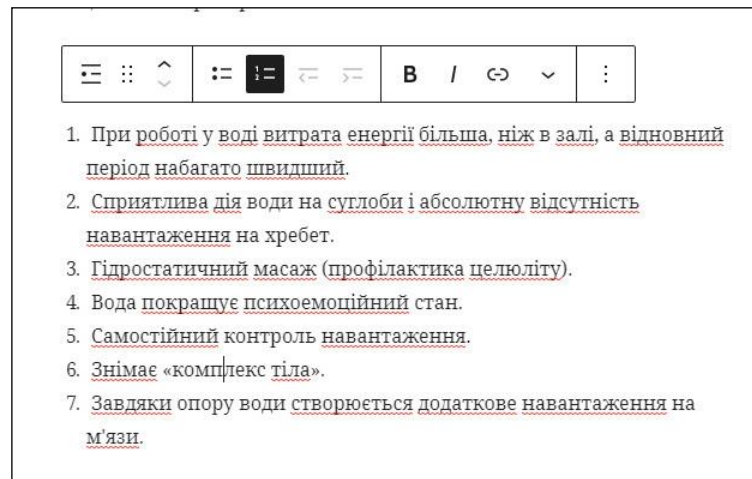 1. При роботі у воді витрата енергії більша, ніж в залі, а відновний
період набагато швидший.
2. Сприятлива дія води на суглоби і абсолютну відсутність
навантаження на хребет.
3. Гідростатичний масаж (профілактика целюліту).
4. Вода покращує психоемоційний стан.
5. Самостійний контроль навантаження.
6. Знімає «комплекс тіла».
7. Завдяки опору води створюється додаткове навантаження на
м'язи.